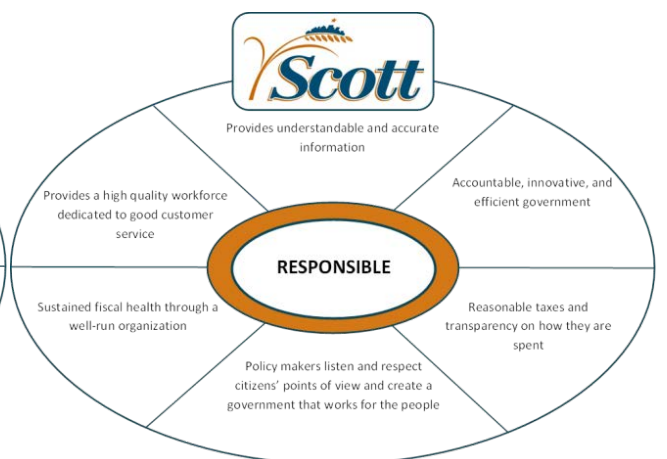 Scott
Provides understandable and accurate
information
Accountable, innovative, and
efficient government
Reasonable taxes and
transparency on how they are
spent
Policy makers listen and respect
citizens' points of view and create a
government that works for the people
Sustained fiscal health through a
well-run organization
Provides a high quality workforce
dedicated to good customer
service
RESPONSIBLE